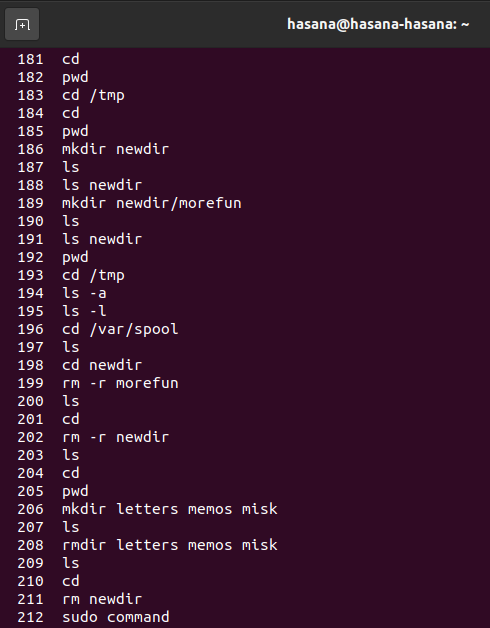 hasana@hasana-hasana: ~
181 cd
182 pwd
183 cd /tmp
184 cd
185 pwd
186 mkdir newdir
187 ls
188 ls newdir
189 mkdir newdir/morefun
190 ls
191 ls newdir
192 pwd
193 cd /tmp
194 ls -a
195 ls -l
196 cd /var/spool
197 ls
198 cd newdir
199 rm -r morefun
200 ls
201 cd
202 rm -r newdir
203 ls
204 cd
205 pwd
206 mkdir letters memos misk
207 ls
208 rmdir letters memos misk
209 ls
210 cd
211 rm newdir
212 sudo command